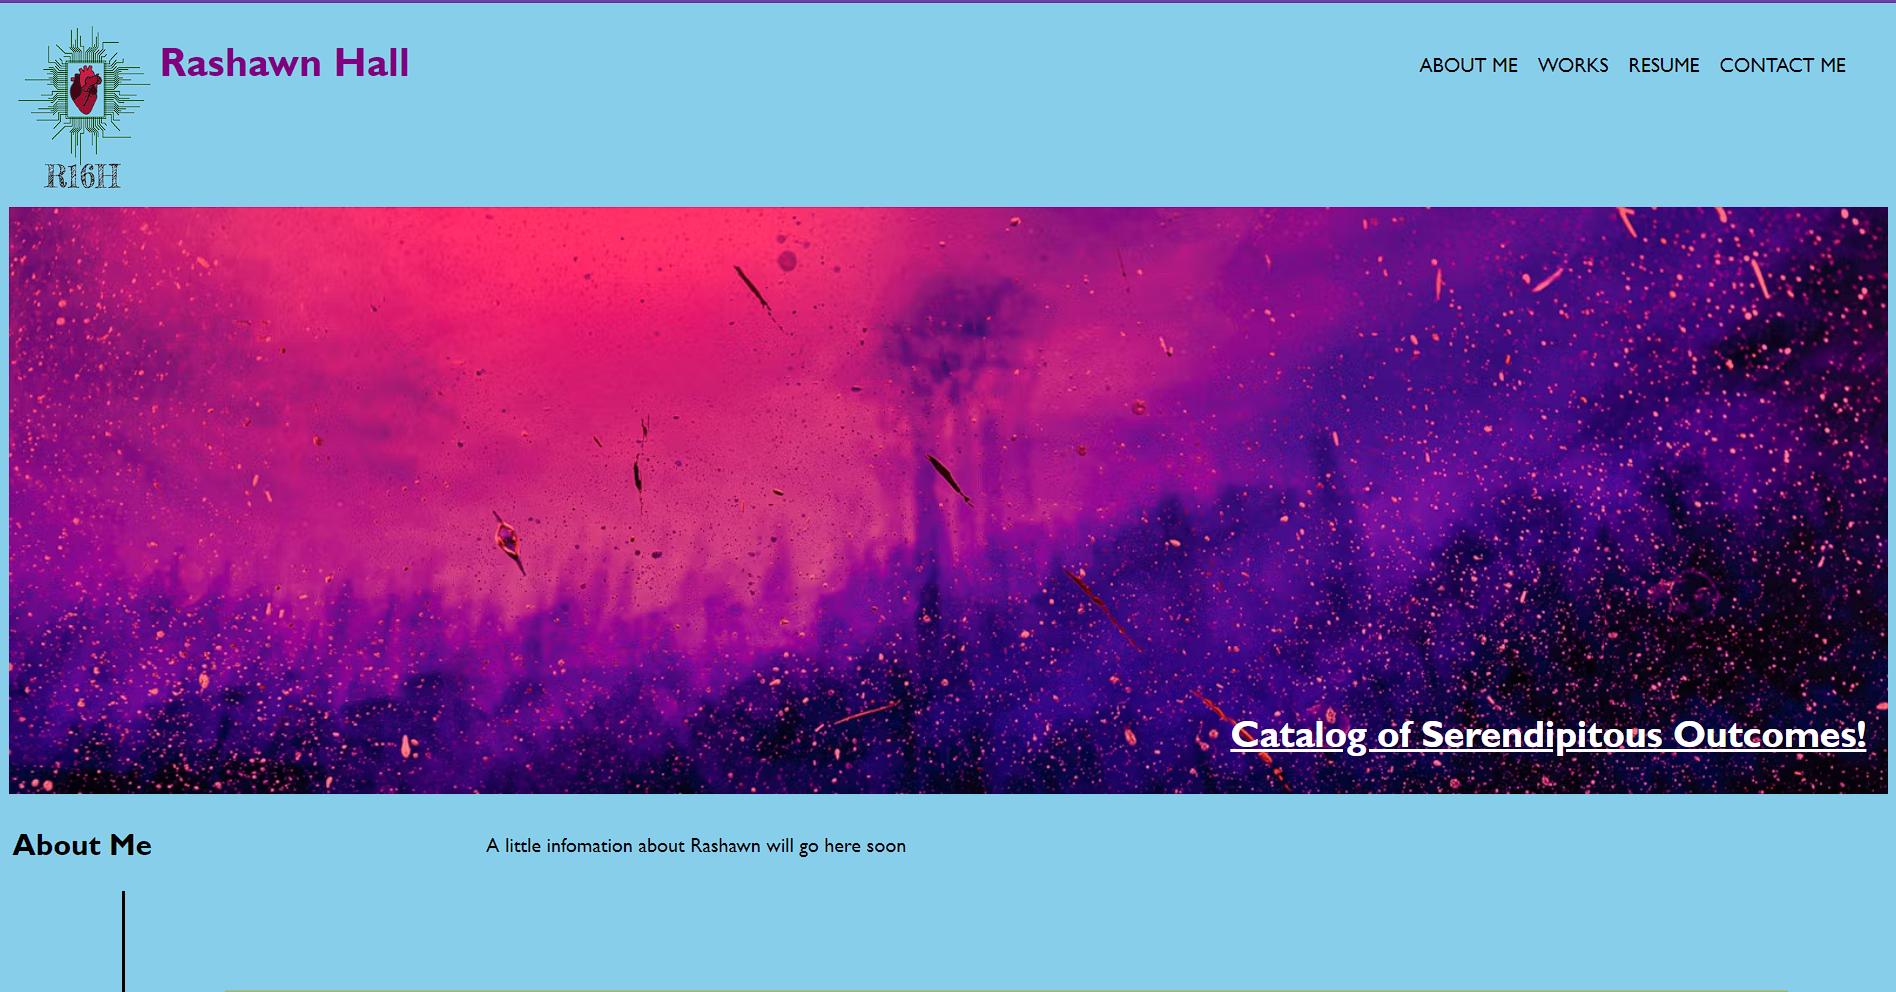 Rashawn Hall
ABOUT ME WORKS RESUME CONTACT ME
R16H
Catalog of Serendipitous Outcomes!
About Me
A little infomation about Rashawn will go here soon